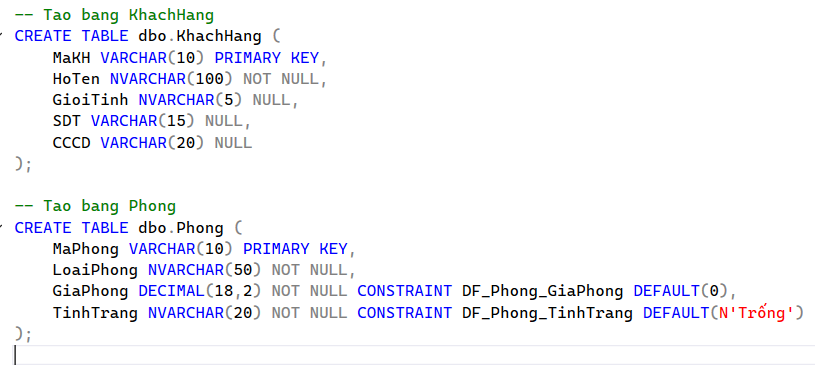 -- Tao bang KhachHang
CREATE TABLE dbo.KhachHang (
    MaKH VARCHAR(10) PRIMARY KEY,
    HoTen NVARCHAR(100) NOT NULL,
    GioiTinh NVARCHAR(5) NULL,
    SDT VARCHAR(15) NULL,
    CCCD VARCHAR(20) NULL
);

-- Tao bang Phong
CREATE TABLE dbo.Phong (
    MaPhong VARCHAR(10) PRIMARY KEY,
    LoaiPhong NVARCHAR(50) NOT NULL,
    GiaPhong DECIMAL(18,2) NOT NULL CONSTRAINT DF_Phong_GiaPhong DEFAULT(0),
    TinhTrang NVARCHAR(20) NOT NULL CONSTRAINT DF_Phong_TinhTrang DEFAULT(N'Trống')
);